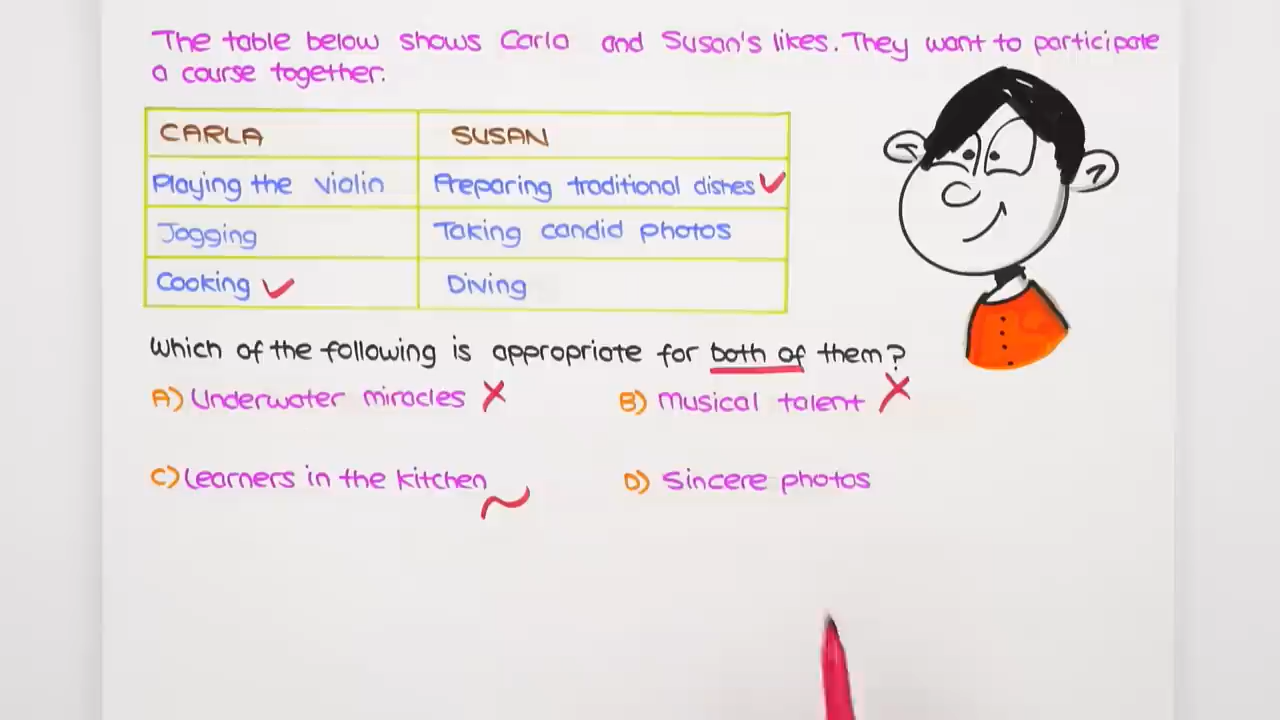 The table below shows Carla and Susan's likes. They want to participate
a course together.
CARLA SUSAN
Playing the violin Preparing traditional dishes
Jogging Taking candid photos
Cooking Diving
Which of the following is appropriate for both of them?
A) Underwater miracles B) Musical talent
C) Learners in the kitchen D) Sincere photos